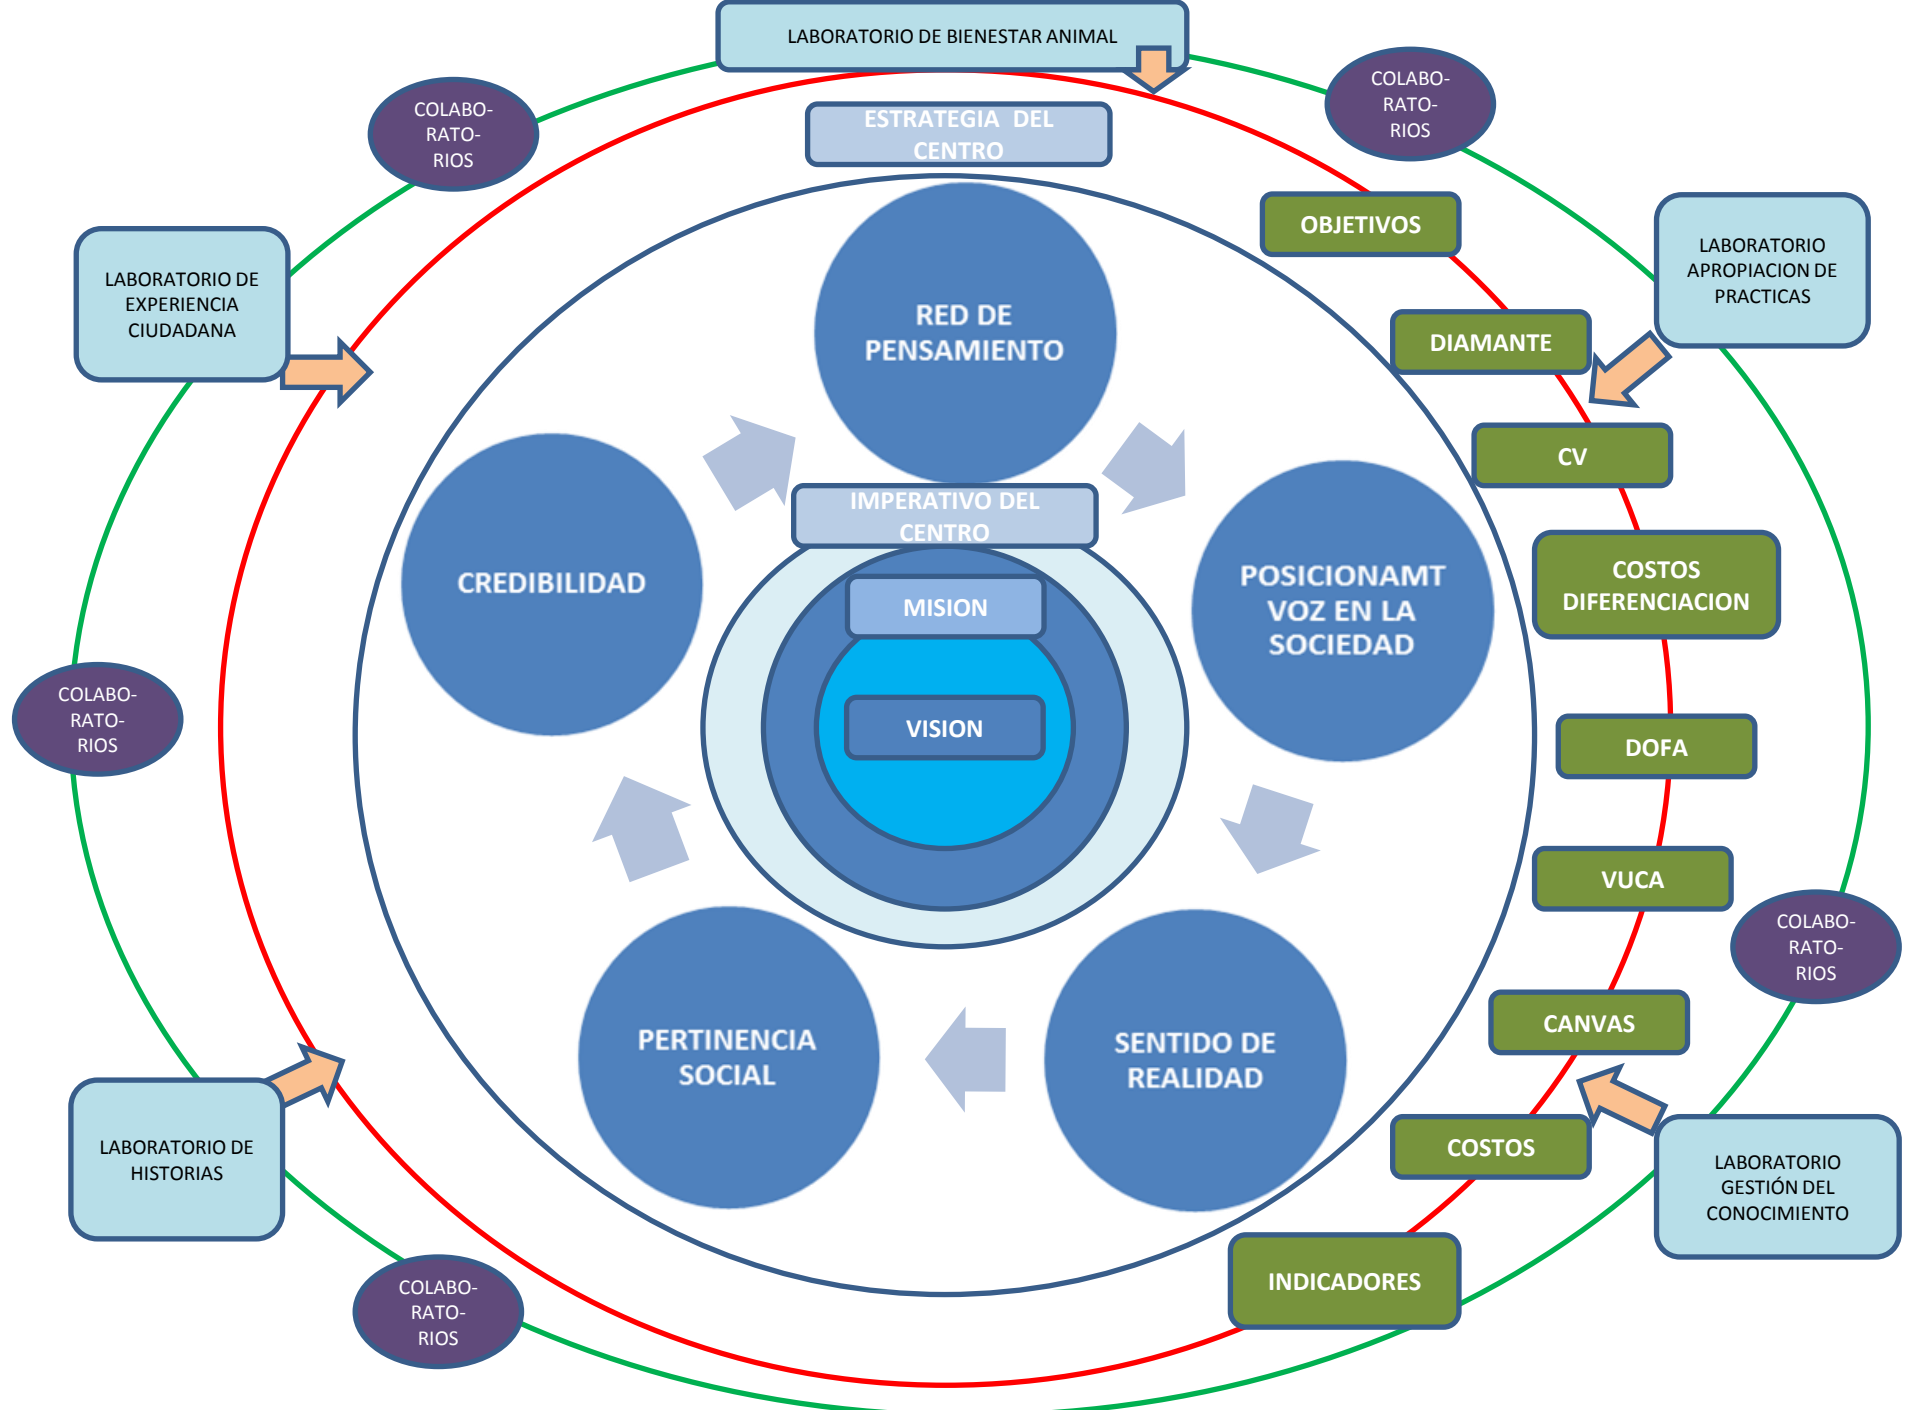 LABORATORIO DE BIENESTAR ANIMAL
COLABO-
RATO-
RIOS
COLABO-
RATO-
RIOS
ESTRATEGIA DEL
CENTRO
OBJETIVOS
LABORATORIO
APROPIACION DE
PRACTICAS
LABORATORIO DE
EXPERIENCIA
CIUDADANA
RED DE
PENSAMIENTO
DIAMANTE
CV
IMPERATIVO DEL
CENTRO
CREDIBILIDAD
POSICIONAMT
VOZ EN LA
SOCIEDAD
COSTOS
DIFERENCIACION
MISION
VISION
COLABO-
RATO-
RIOS
DOFA
VUCA
COLABO-
RATO-
RIOS
CANVAS
PERTINENCIA
SOCIAL
SENTIDO DE
REALIDAD
COSTOS
LABORATORIO DE
HISTORIAS
LABORATORIO
GESTIÓN DEL
CONOCIMIENTO
INDICADORES
COLABO-
RATO-
RIOS